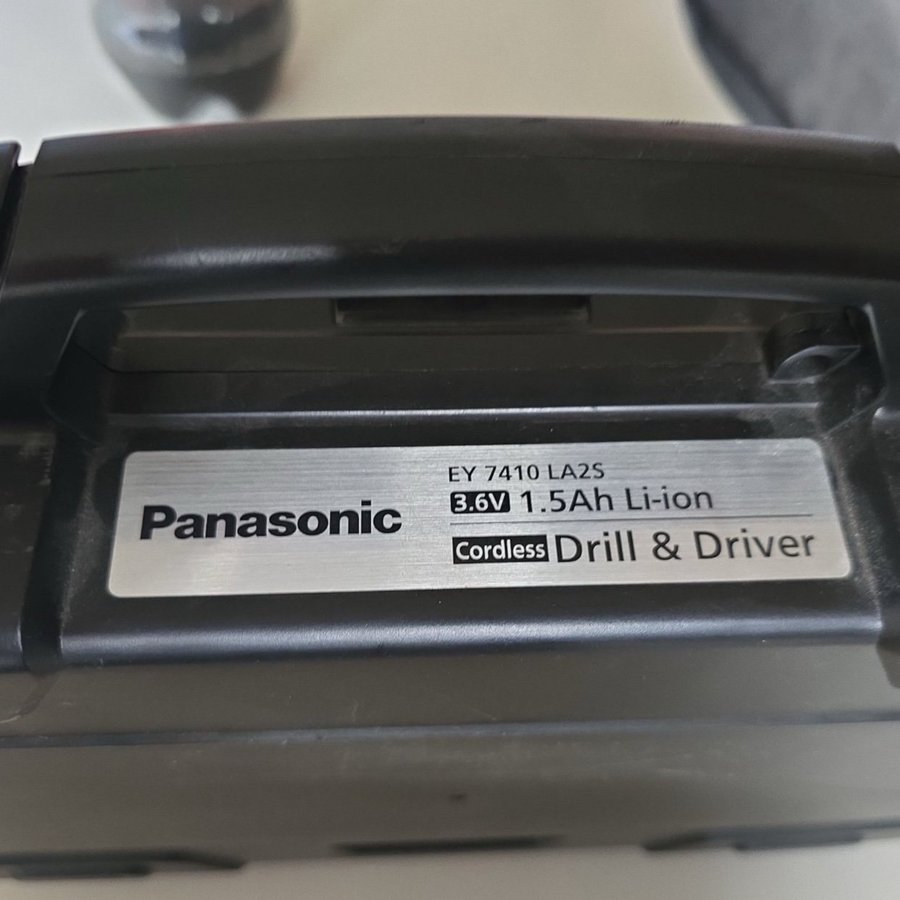 Panasonic
EY 7410 LA2S
3.6V 1.5Ah Li-ion
Cordless Drill & Driver